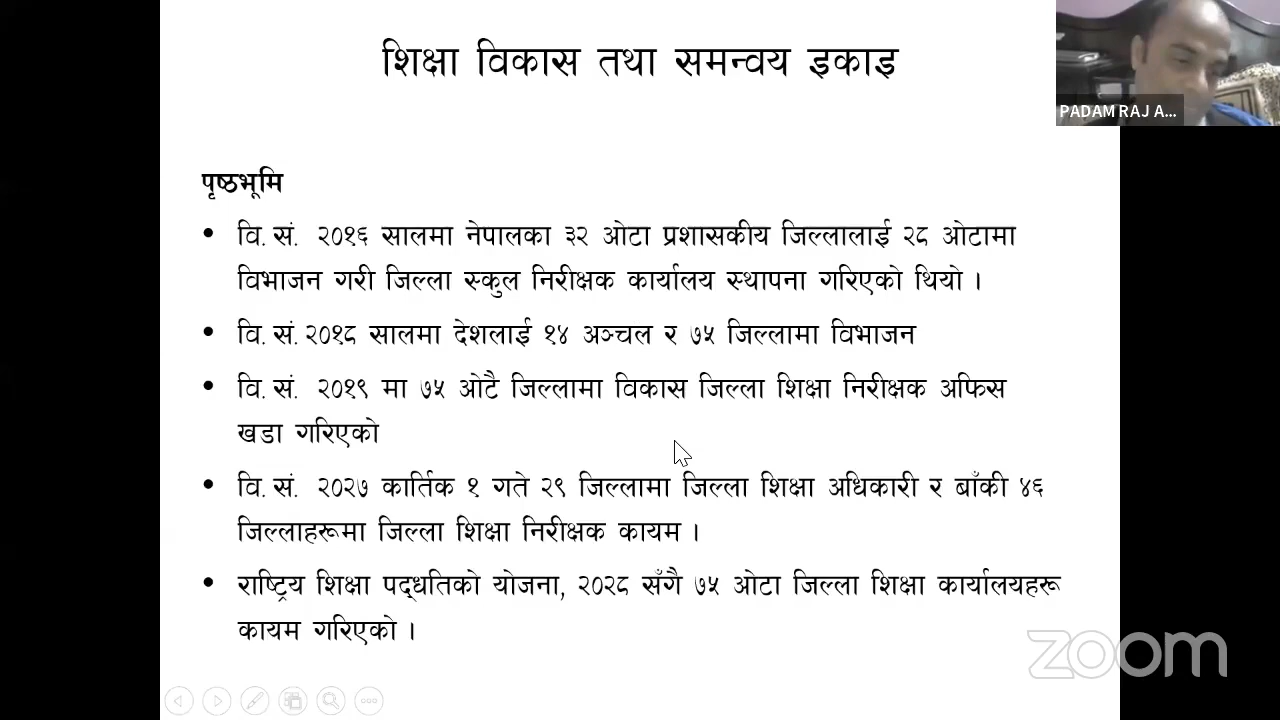 शिक्षा विकास तथा समन्वय इकाइ
PADAM RAJ A...
पृष्ठभूमि
• वि. सं. २०१६ सालमा नेपालका ३२ ओटा प्रशासकीय जिल्लालाई २८ ओटामा
विभाजन गरी जिल्ला स्कुल निरीक्षक कार्यालय स्थापना गरिएको थियो ।
• वि. सं. २०१८ सालमा देशलाई १४ अञ्चल र ७५ जिल्लामा विभाजन
• वि. सं. २०१९ मा ७५ ओटै जिल्लामा विकास जिल्ला शिक्षा निरीक्षक अफिस
खडा गरिएको
• वि. सं. २०२७ कार्तिक १ गते २९ जिल्लामा जिल्ला शिक्षा अधिकारी र बाँकी ४६
जिल्लाहरूमा जिल्ला शिक्षा निरीक्षक कायम ।
• राष्ट्रिय शिक्षा पद्धतिको योजना, २०२८ सँगै ७५ ओटा जिल्ला शिक्षा कार्यालयहरू
कायम गरिएको ।
zoom